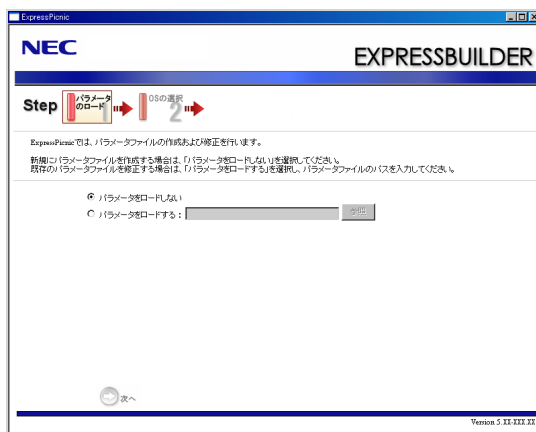 ExpressPicnic
NEC
EXPRESSBUILDER
Step パラメータのロード 1 OSの選択 2
ExpressPicnicでは、パラメータファイルの作成および修正を行います。
新規にパラメータファイルを作成する場合は、「パラメータをロードしない」を選択してください。
既存のパラメータファイルを修正する場合は、「パラメータをロードする」を選択し、パラメータファイルのパスを入力してください。
パラメータをロードしない
パラメータをロードする：
参照
次へ
Version 5.XX-XXX.XX